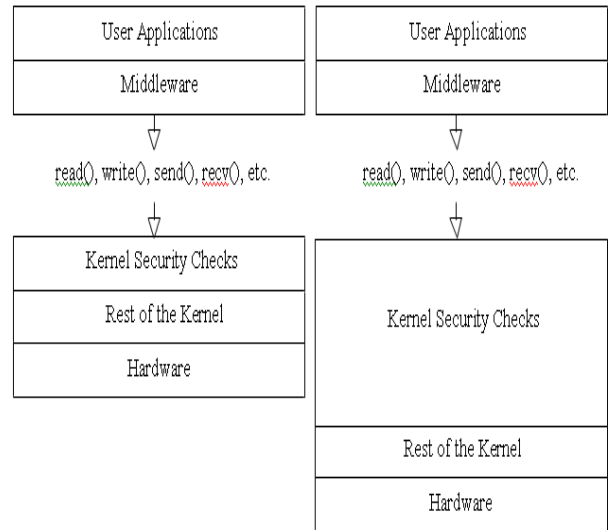 User Applications
Middleware
read(), write(), send(), recv(), etc.
Kernel Security Checks
Rest of the Kernel
Hardware
User Applications
Middleware
read(), write(), send(), recv(), etc.
Kernel Security Checks
Rest of the Kernel
Hardware